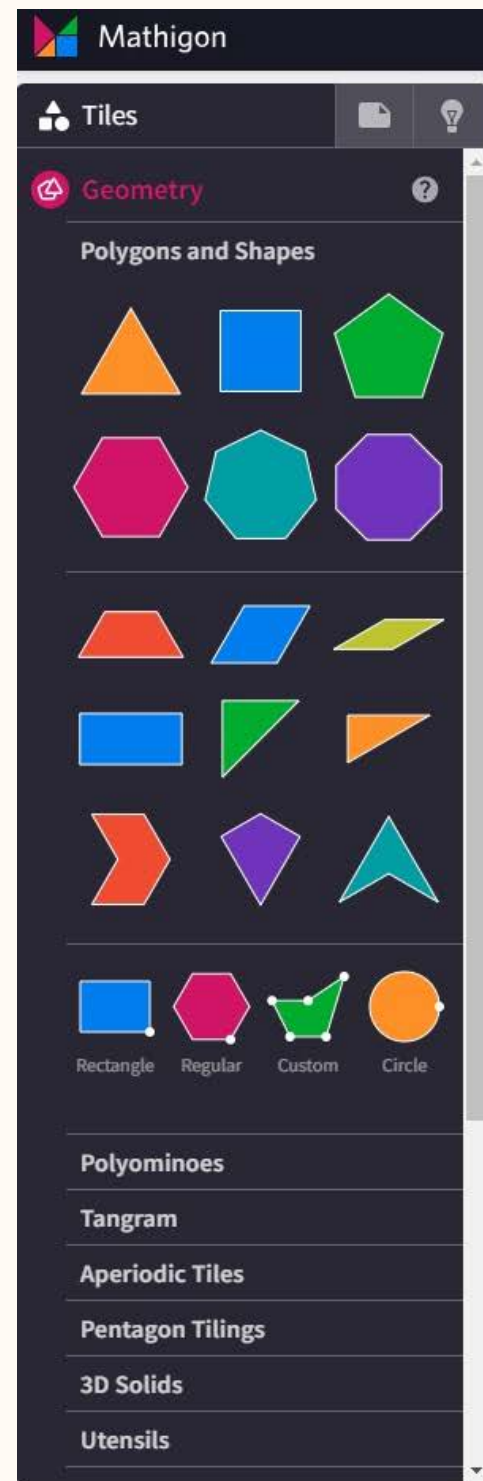 Mathigon
Tiles
Geometry
Polygons and Shapes
Rectangle Regular Custom Circle
Polyominoes
Tangram
Aperiodic Tiles
Pentagon Tilings
3D Solids
Utensils